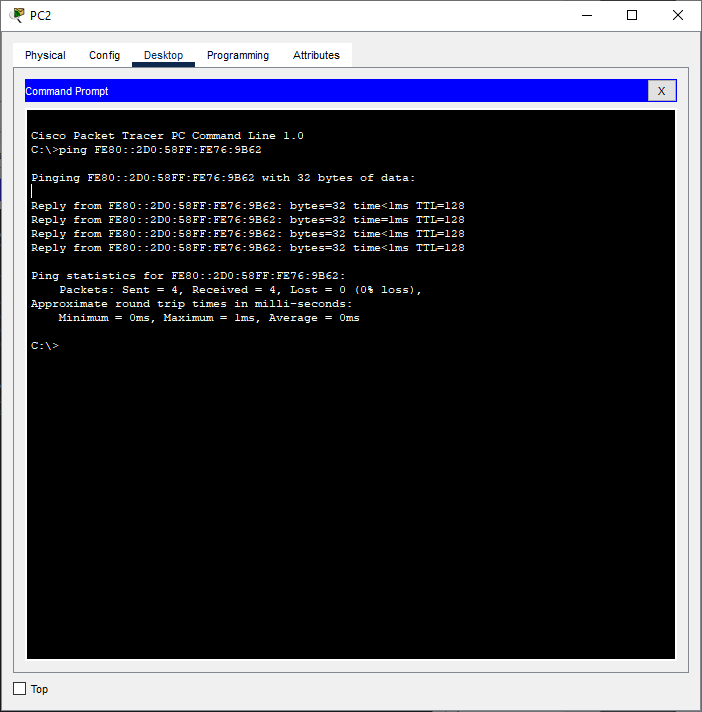 PC2
Physical Config Desktop Programming Attributes
Command Prompt X
Cisco Packet Tracer PC Command Line 1.0
C:\>ping FE80::2D0:58FF:FE76:9B62
Pinging FE80::2D0:58FF:FE76:9B62 with 32 bytes of data:
Reply from FE80::2D0:58FF:FE76:9B62: bytes=32 time<1ms TTL=128
Reply from FE80::2D0:58FF:FE76:9B62: bytes=32 time=1ms TTL=128
Reply from FE80::2D0:58FF:FE76:9B62: bytes=32 time<1ms TTL=128
Reply from FE80::2D0:58FF:FE76:9B62: bytes=32 time<1ms TTL=128
Ping statistics for FE80::2D0:58FF:FE76:9B62:
Packets: Sent = 4, Received = 4, Lost = 0 (0% loss),
Approximate round trip times in milli-seconds:
Minimum = 0ms, Maximum = 1ms, Average = 0ms
C:\>
Top